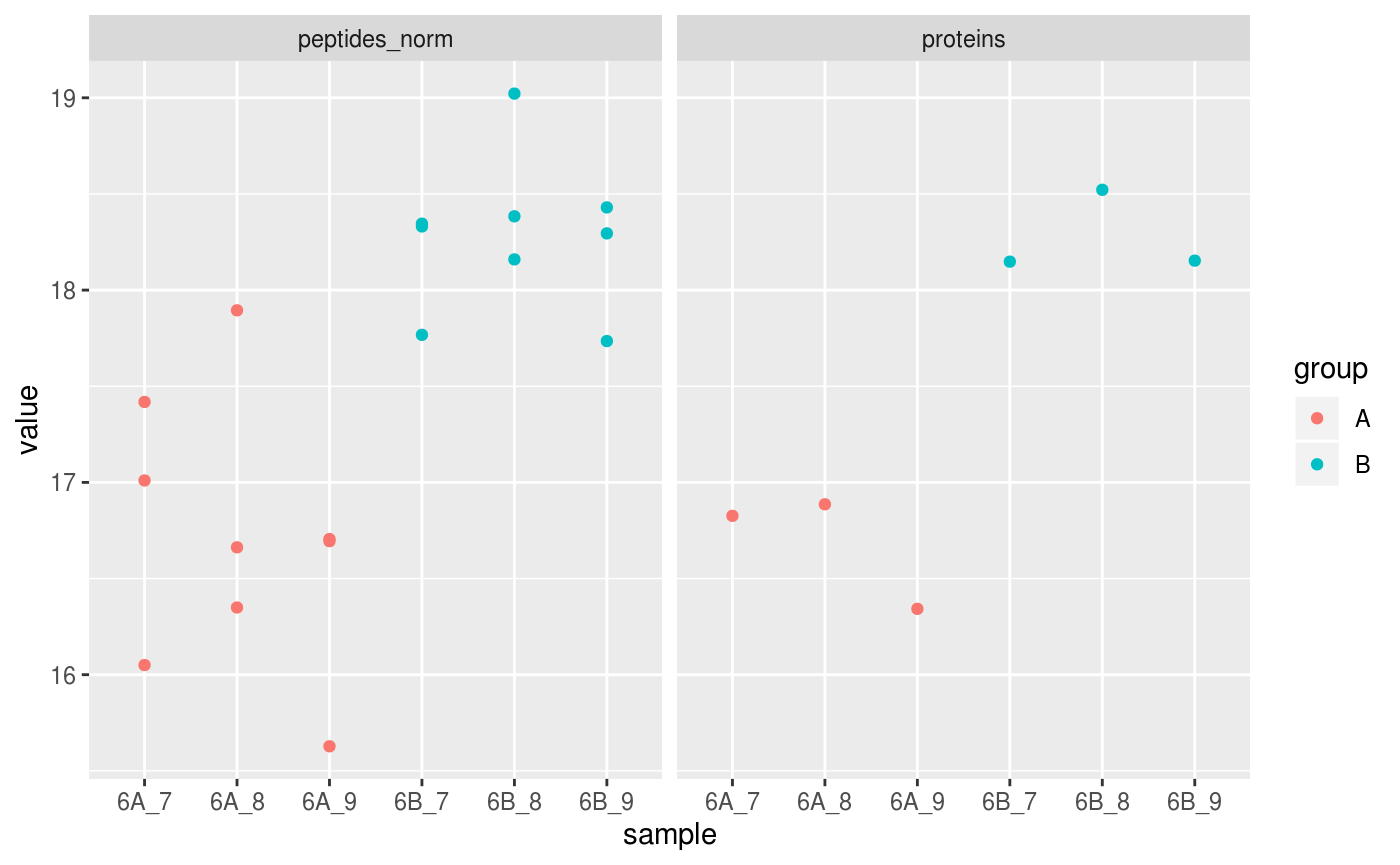 peptides_norm proteins
19
18
17
16
value
6A_7 6A_8 6A_9 6B_7 6B_8 6B_9 6A_7 6A_8 6A_9 6B_7 6B_8 6B_9
sample
group
A
B